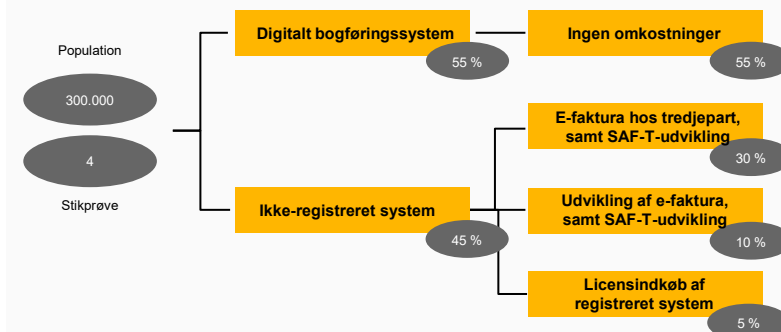 Population
300.000
4
Stikprøve
Digitalt bogføringssystem
55 %
Ingen omkostninger
55 %
Ikke-registreret system
45 %
E-faktura hos tredjepart,
samt SAF-T-udvikling
30 %
Udvikling af e-faktura,
samt SAF-T-udvikling
10 %
Licensindkøb af
registreret system
5 %